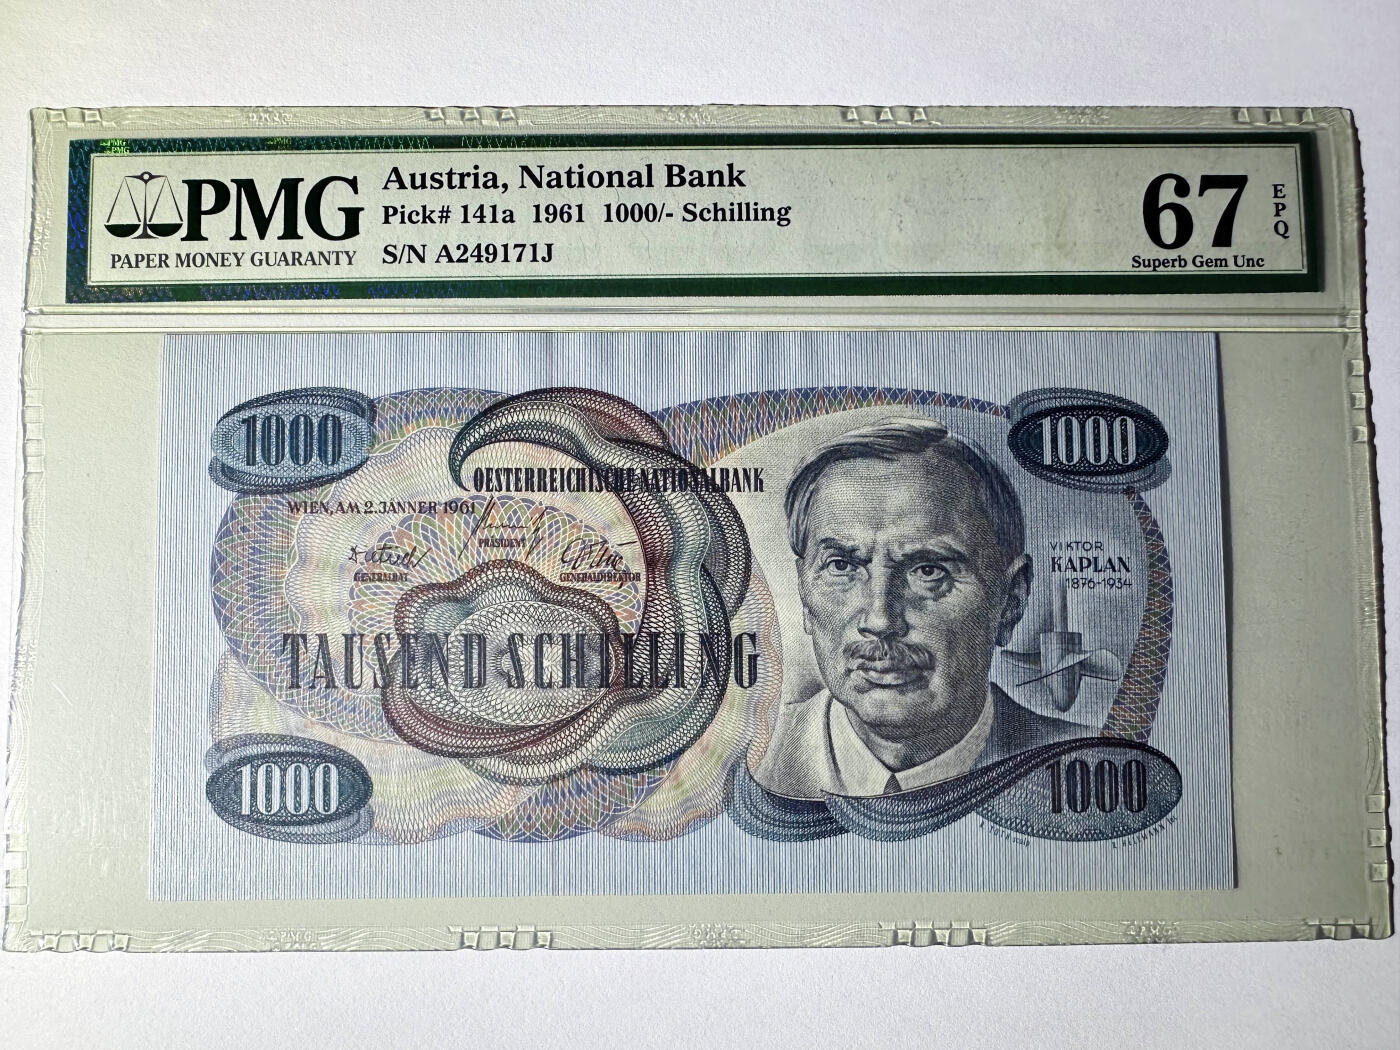 PMG
PAPER MONEY GUARANTY
Austria, National Bank
Pick# 141a 1961 1000/- Schilling
S/N A249171J
67
EPQ
Superb Gem Unc
1000
1000
OESTERREICHISCHE NATIONALBANK
WIEN, AM 2. JÄNNER 1961
PRÄSIDENT
GENERALRAT
GENERALDIREKTOR
VIKTOR
KAPLAN
1876-1934
TAUSEND SCHILLING
1000
1000